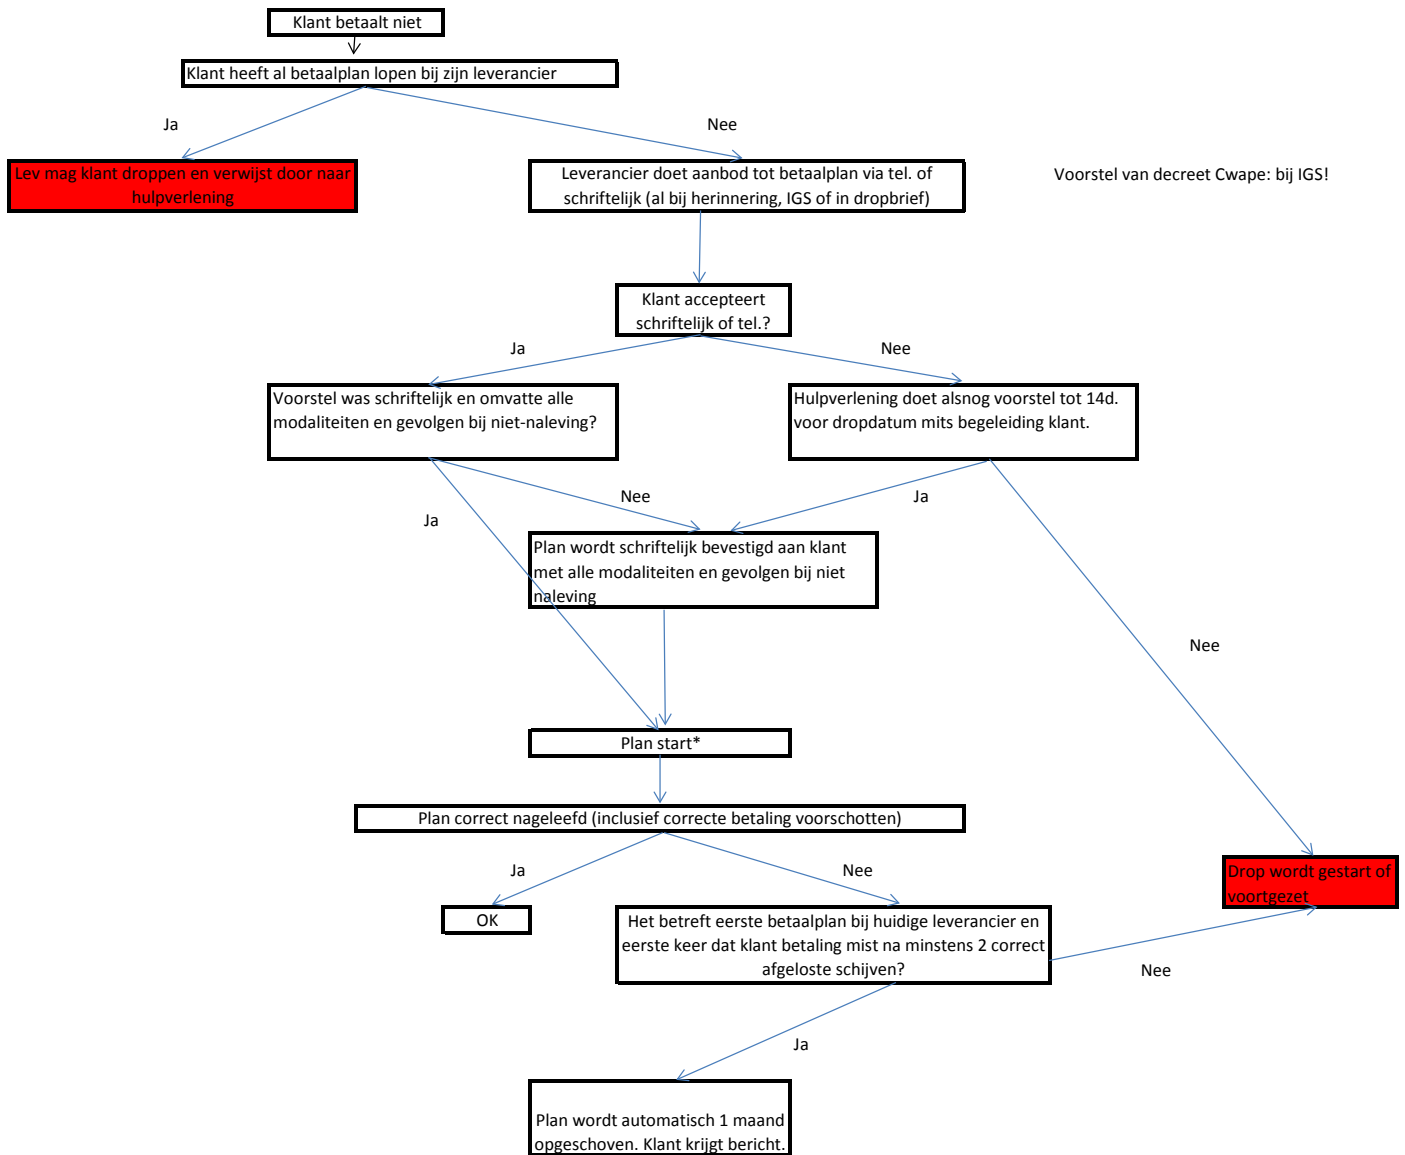 Klant betaalt niet
Klant heeft al betaalplan lopen bij zijn leverancier
Ja
Nee
Lev mag klant droppen en verwijst door naar
hulpverlening
Leverancier doet aanbod tot betaalplan via tel. of
schriftelijk (al bij herinnering, IGS of in dropbrief)
Voorstel van decreet Cwape: bij IGS!
Klant accepteert
schriftelijk of tel.?
Ja
Nee
Voorstel was schriftelijk en omvatte alle
modaliteiten en gevolgen bij niet-naleving?
Hulpverlening doet alsnog voorstel tot 14d.
voor dropdatum mits begeleiding klant.
Nee
Ja
Ja
Plan wordt schriftelijk bevestigd aan klant
met alle modaliteiten en gevolgen bij niet
naleving
Nee
Plan start*
Plan correct nageleefd (inclusief correcte betaling voorschotten)
Ja
Nee
Drop wordt gestart of
voortgezet
OK
Het betreft eerste betaalplan bij huidige leverancier en
eerste keer dat klant betaling mist na minstens 2 correct
afgeloste schijven?
Nee
Ja
Plan wordt automatisch 1 maand
opgeschoven. Klant krijgt bericht.